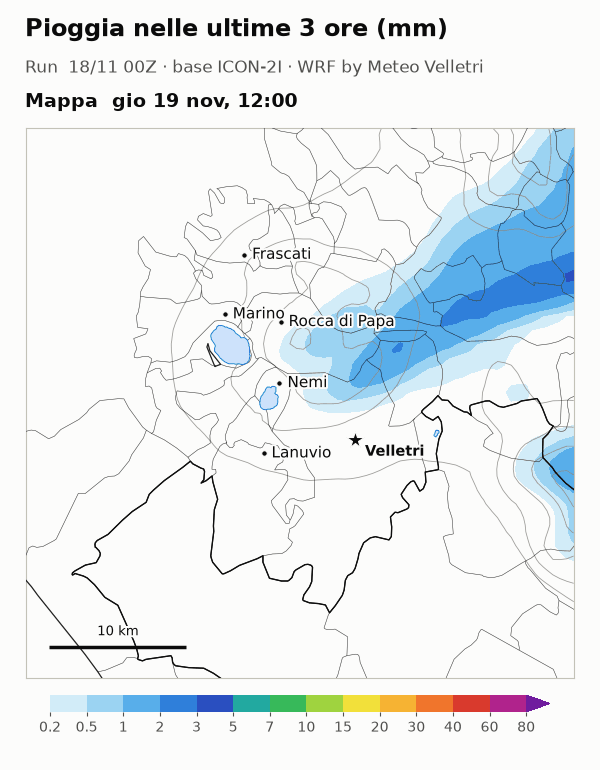 Pioggia nelle ultime 3 ore (mm)
Run  18/11 00Z · base ICON-2I · WRF by Meteo Velletri
Mappa  gio 19 nov, 12:00
Frascati
Marino
Rocca di Papa
Nemi
Velletri
Lanuvio
10 km
0.2 0.5 1 2 3 5 7 10 15 20 30 40 60 80